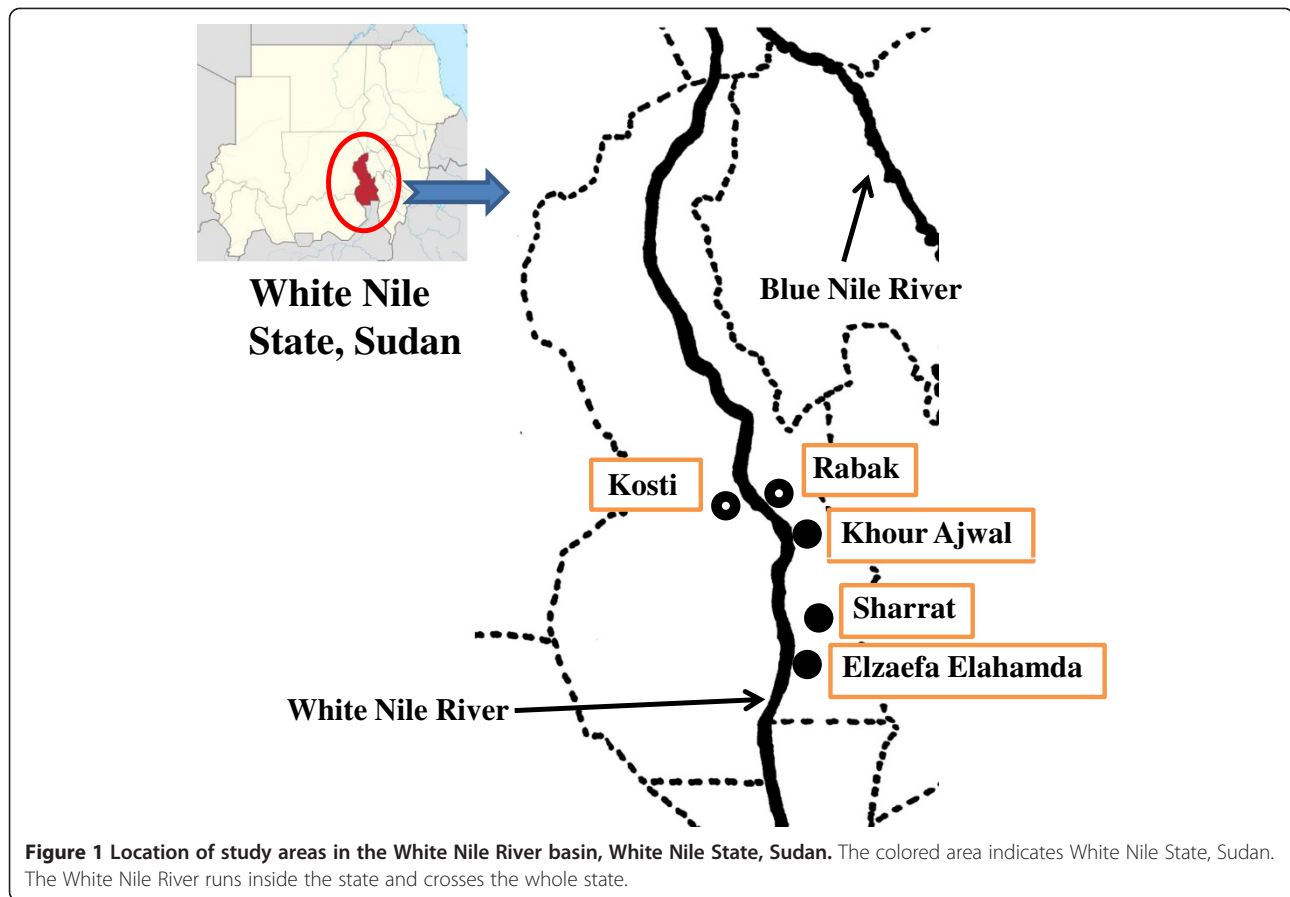 White Nile
State, Sudan
Blue Nile River
Kosti
Rabak
Khour Ajwal
Sharrat
Elzaefa Elahamda
White Nile River
Figure 1 Location of study areas in the White Nile River basin, White Nile State, Sudan. The colored area indicates White Nile State, Sudan.
The White Nile River runs inside the state and crosses the whole state.